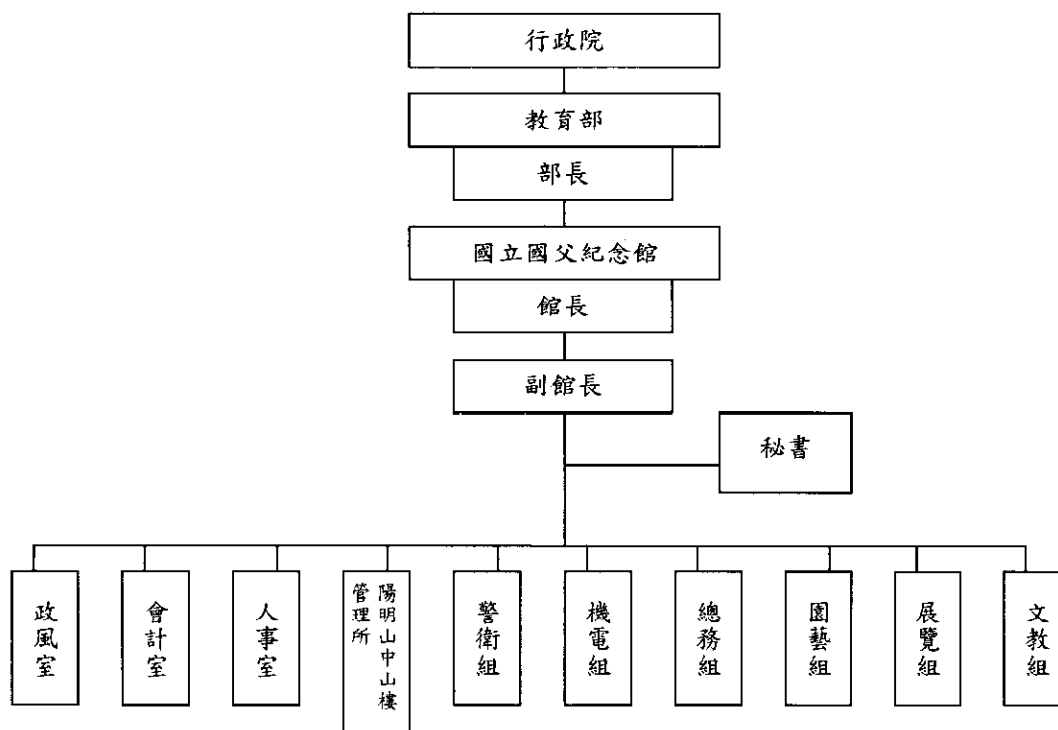 行政院
教育部
部長
國立國父紀念館
館長
副館長
秘書
政風室
會計室
人事室
陽明山中山樓
管理所
警衛組
機電組
總務組
園藝組
展覽組
文教組